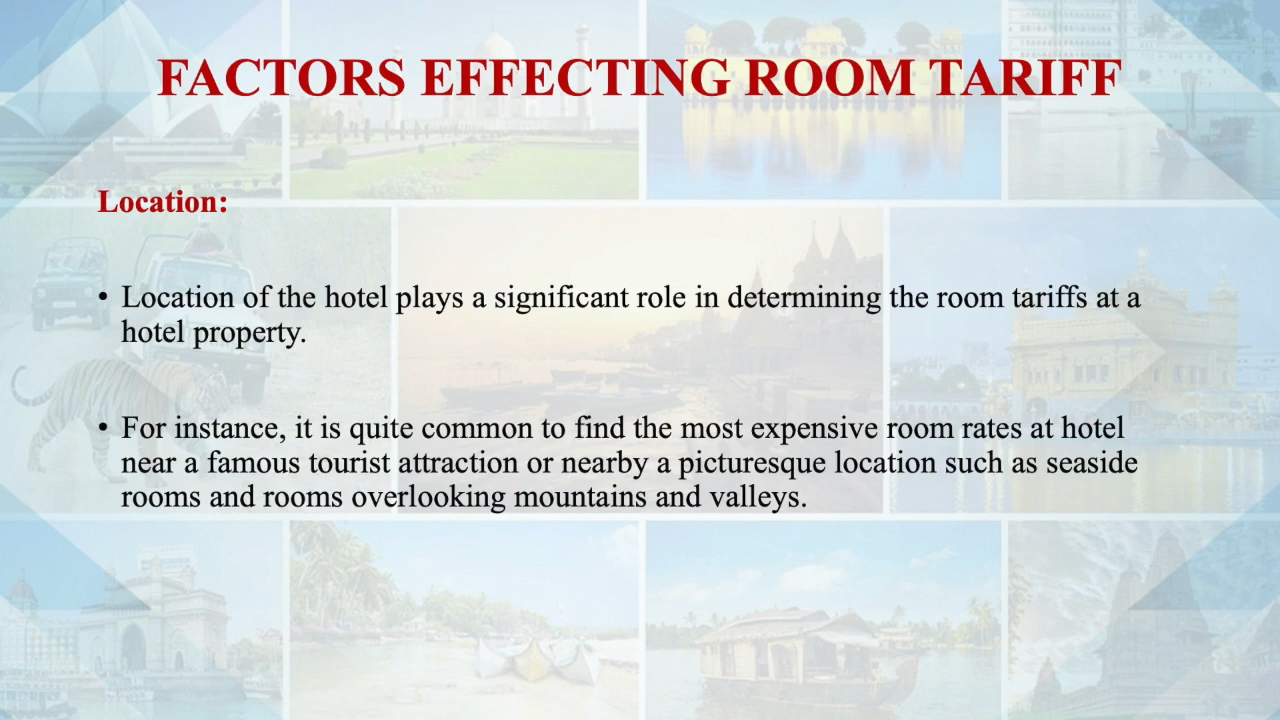 FACTORS EFFECTING ROOM TARIFF
Location:
• Location of the hotel plays a significant role in determining the room tariffs at a
hotel property.
• For instance, it is quite common to find the most expensive room rates at hotel
near a famous tourist attraction or nearby a picturesque location such as seaside
rooms and rooms overlooking mountains and valleys.